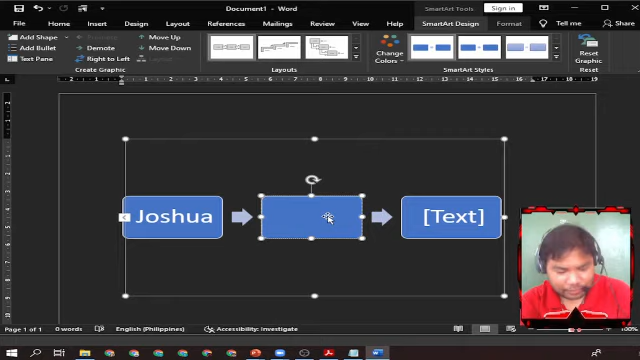 Document1 - Word
SmartArt Tools
Sign in
File Home Insert Design Layout References Mailings Review View SmartArt Design Format Tell me Share
Add Shape Promote Move Up
Add Bullet Demote Move Down
Text Pane Right to Left Layout
Create Graphic
Layouts
Change Colors
SmartArt Styles
Reset Graphic
Reset
Joshua
[Text]
Page 1 of 1 0 words English (Philippines) Accessibility: Investigate
100%